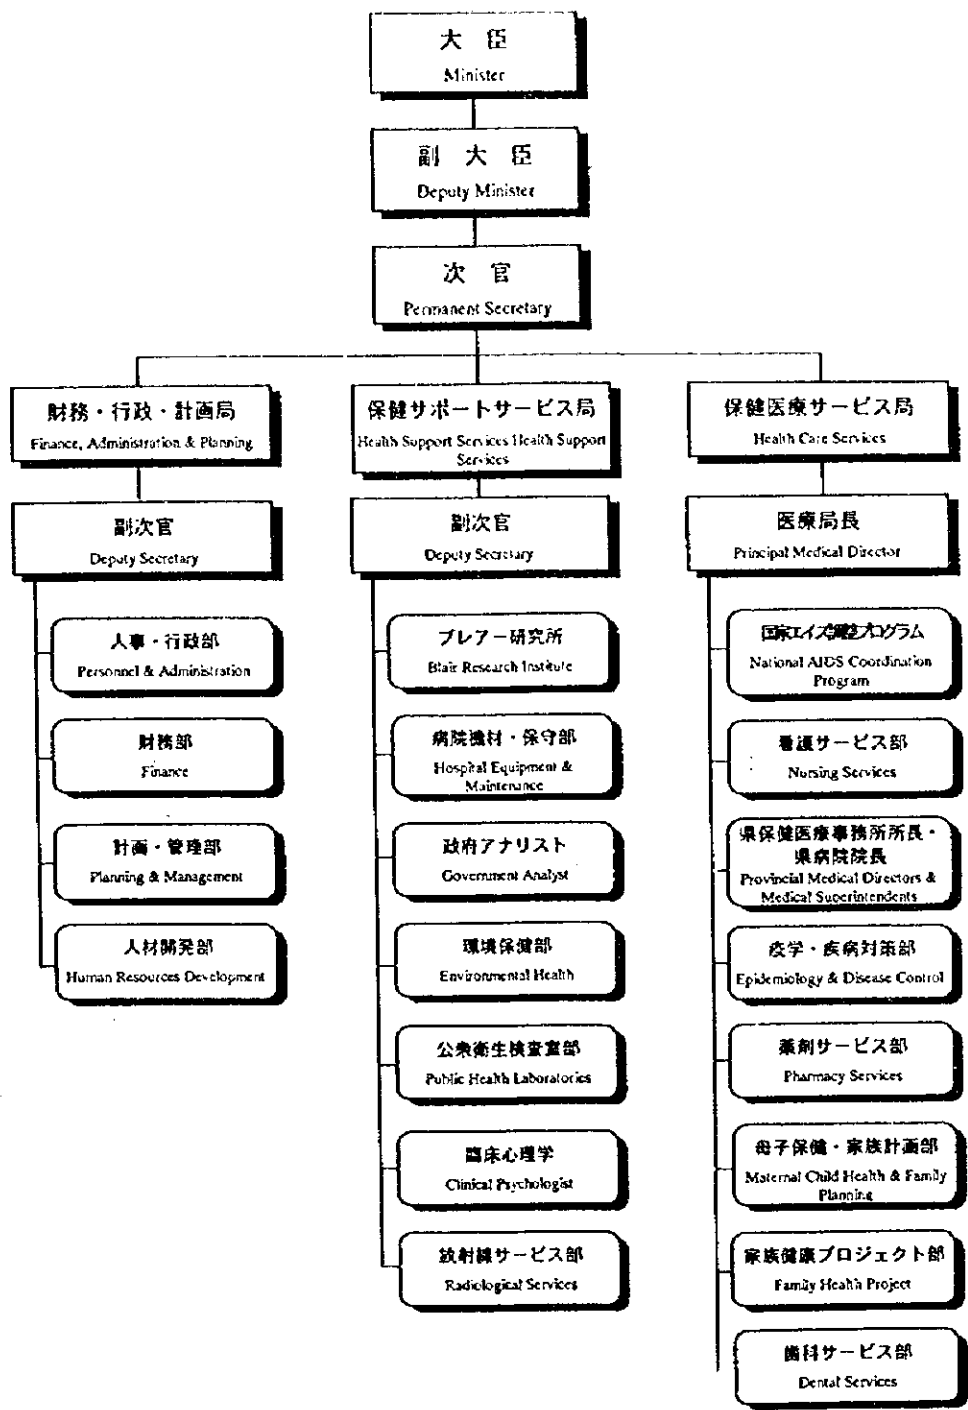 大 臣
Minister
副 大 臣
Deputy Minister
次 官
Permanent Secretary
財務・行政・計画局
Finance, Administration & Planning
副次官
Deputy Secretary
人事・行政部
Personnel & Administration
財務部
Finance
計画・管理部
Planning & Management
人材開発部
Human Resources Development
保健サポートサービス局
Health Support Services Health Support
Services
副次官
Deputy Secretary
ブレアー研究所
Blair Research Institute
病院機材・保守部
Hospital Equipment &
Maintenance
政府アナリスト
Government Analyst
環境保健部
Environmental Health
公衆衛生検査室部
Public Health Laboratories
臨床心理学
Clinical Psychologist
放射線サービス部
Radiological Services
保健医療サービス局
Health Care Services
医療局長
Principal Medical Director
国家エイズ調整プログラム
National AIDS Coordination
Program
看護サービス部
Nursing Services
県保健医療事務所所長・
県病院院長
Provincial Medical Directors &
Medical Superintendents
疫学・疾病対策部
Epidemiology & Disease Control
薬剤サービス部
Pharmacy Services
母子保健・家族計画部
Maternal Child Health & Family
Planning
家族健康プロジェクト部
Family Health Project
歯科サービス部
Dental Services